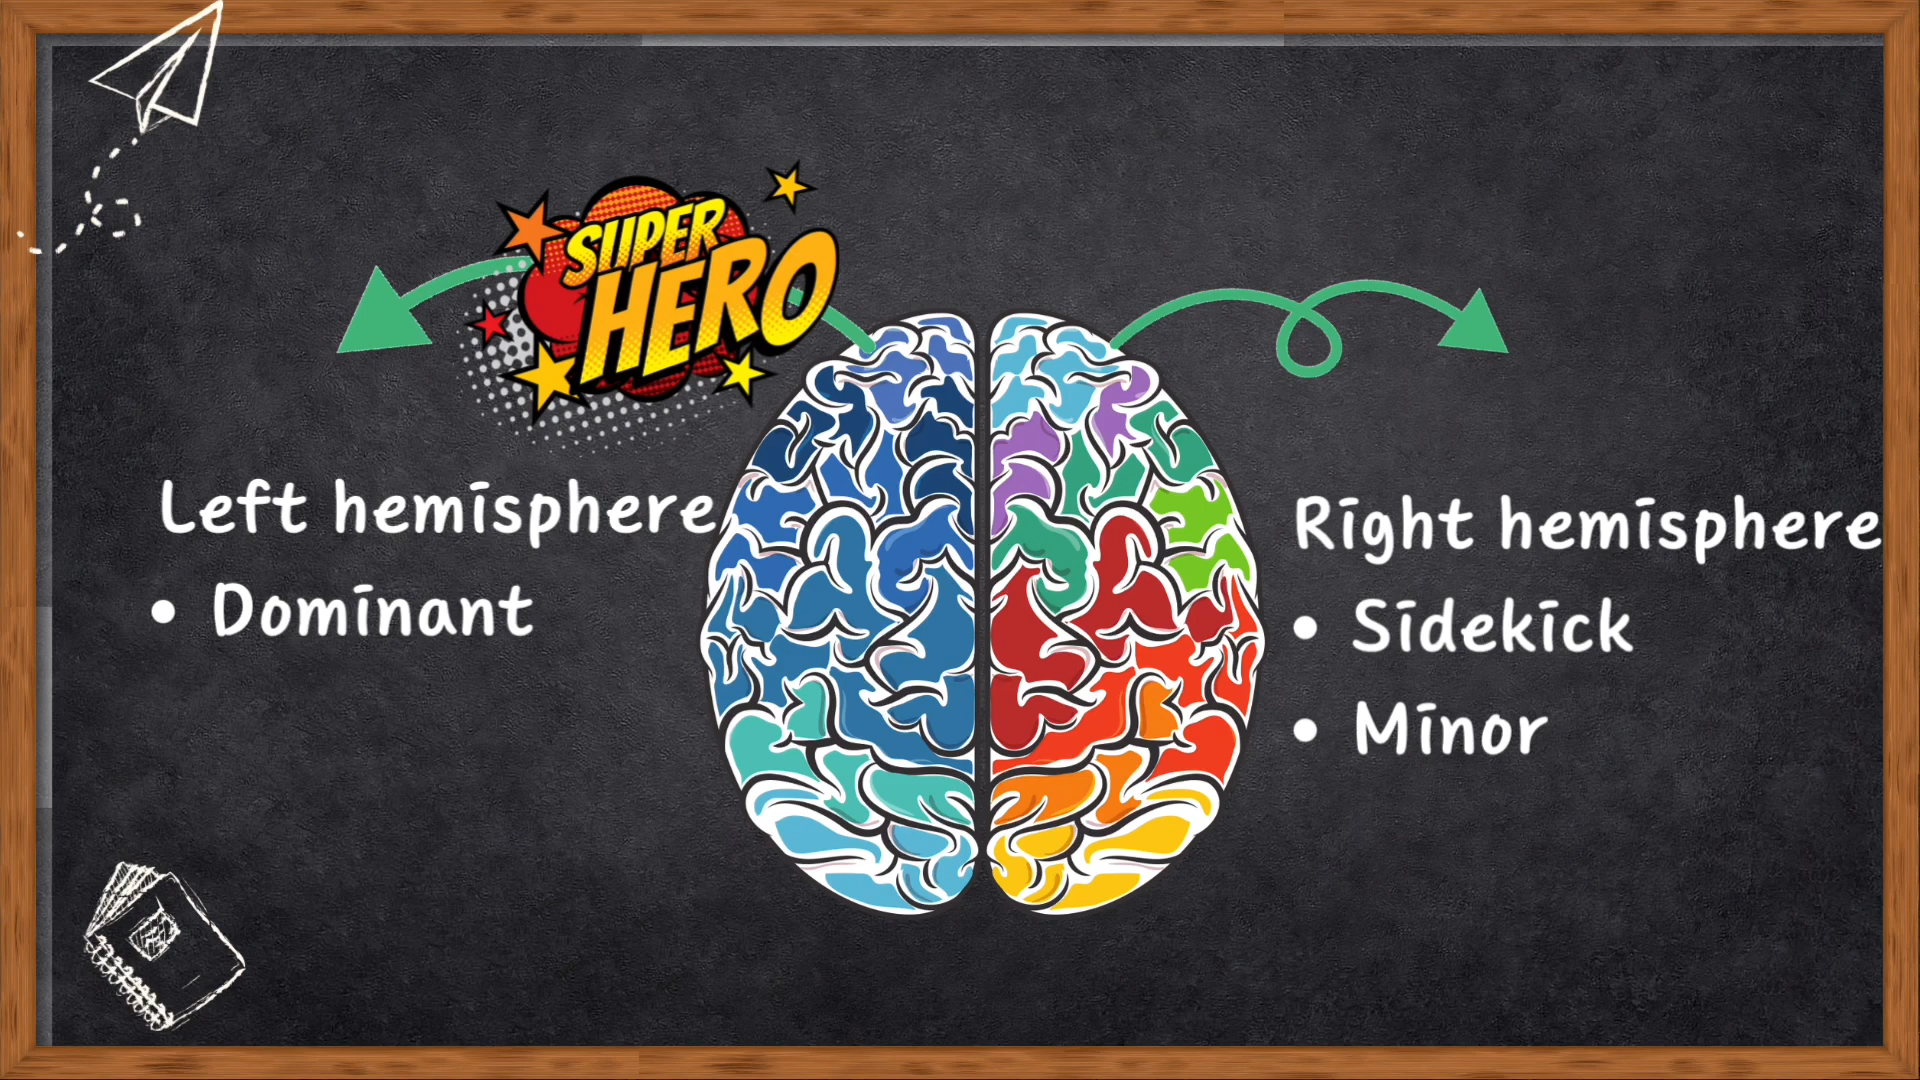 SUPER
HERO
Left hemisphere
• Dominant
Right hemisphere
• Sidekick
• Minor